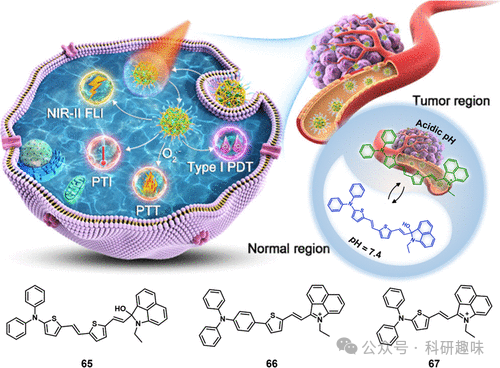 NIR-II FLI
O2
PTI
Type I PDT
PTT
Tumor region
Acidic pH
HO
N
N
S
S
pH = 7.4
Normal region
N
S
S
HO
N
65
N
S
N+
66
N
S
N+
67
公众号 · 科研趣味